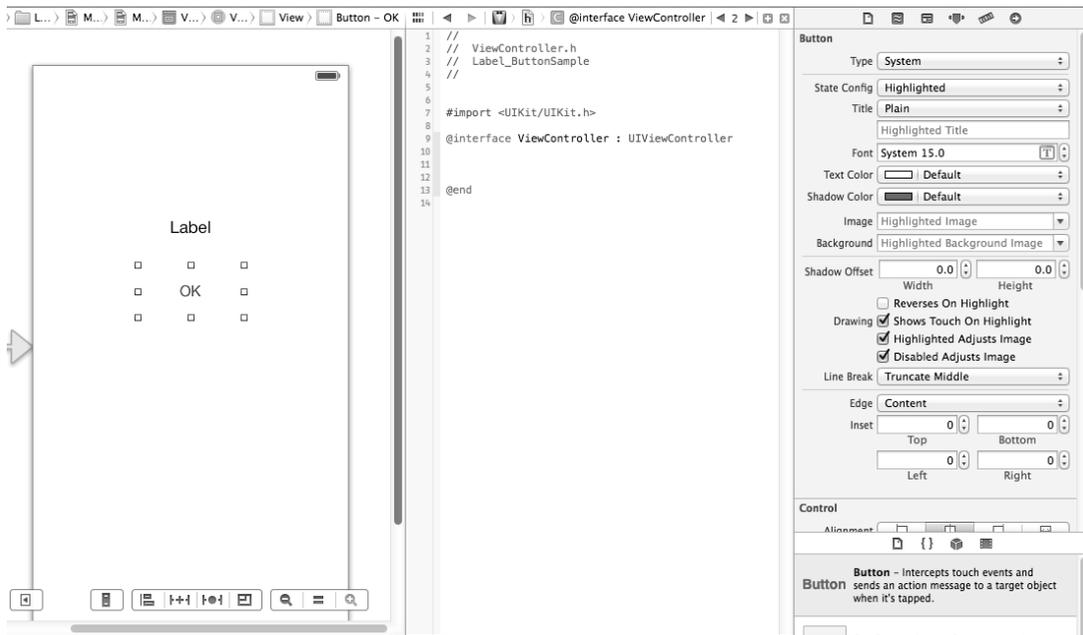 L... M... M... V... V... View Button – OK
@interface ViewController 2
Label
OK
1 //
2 // ViewController.h
3 // Label_ButtonSample
4 //
5
6
7 #import <UIKit/UIKit.h>
8
9 @interface ViewController : UIViewController
10
11
12
13 @end
14
Button
Type System
State Config Highlighted
Title Plain
Highlighted Title
Font System 15.0 T
Text Color Default
Shadow Color Default
Image Highlighted Image
Background Highlighted Background Image
Shadow Offset 0.0 0.0
Width Height
Reverses On Highlight
Drawing Shows Touch On Highlight
Highlighted Adjusts Image
Disabled Adjusts Image
Line Break Truncate Middle
Edge Content
Inset 0 0
Top Bottom
0 0
Left Right
Control
Alignment
{ }
Button
Button – Intercepts touch events and
sends an action message to a target object
when it's tapped.